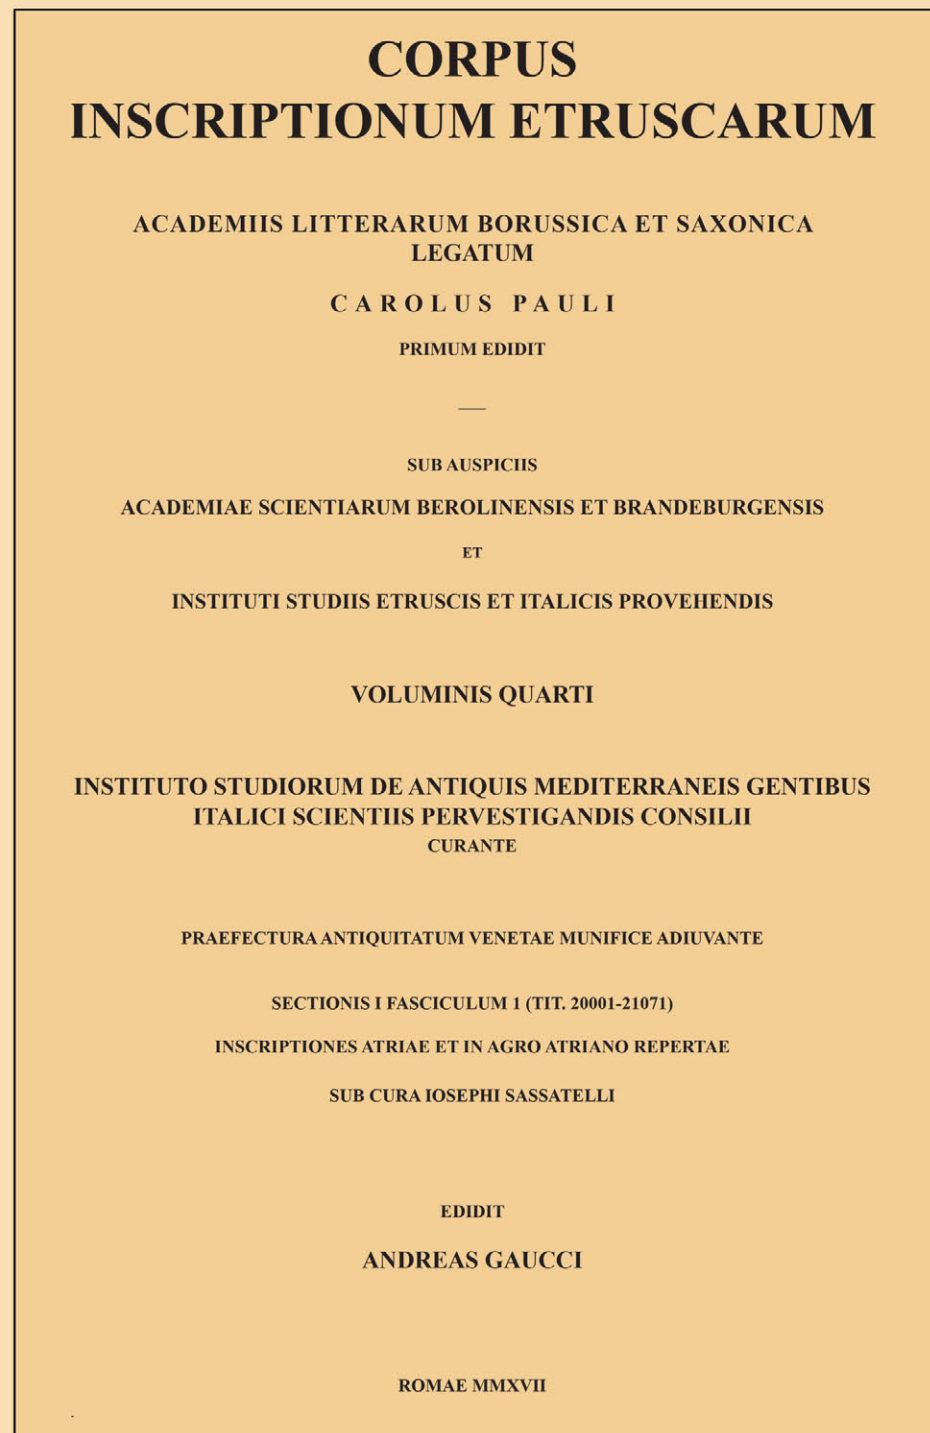 CORPUS
INSCRIPTIONUM ETRUSCARUM
ACADEMIIS LITTERARUM BORUSSICA ET SAXONICA
LEGATUM
CAROLUS PAULI
PRIMUM EDIDIT
SUB AUSPICIIS
ACADEMIAE SCIENTIARUM BEROLINENSIS ET BRANDEBURGENSIS
ET
INSTITUTI STUDIIS ETRUSCIS ET ITALICIS PROVEHENDIS
VOLUMINIS QUARTI
INSTITUTO STUDIORUM DE ANTIQUIS MEDITERRANEIS GENTIBUS
ITALICI SCIENTIIS PERVESTIGANDIS CONSILII
CURANTE
PRAEFECTURA ANTIQUITATUM VENETAE MUNIFICE ADIUVANTE
SECTIONIS I FASCICULUM 1 (TIT. 20001-21071)
INSCRIPTIONES ATRIAE ET IN AGRO ATRIANO REPERTAE
SUB CURA IOSEPHI SASSATELLI
EDIDIT
ANDREAS GAUCCI
ROMAE MMXVII